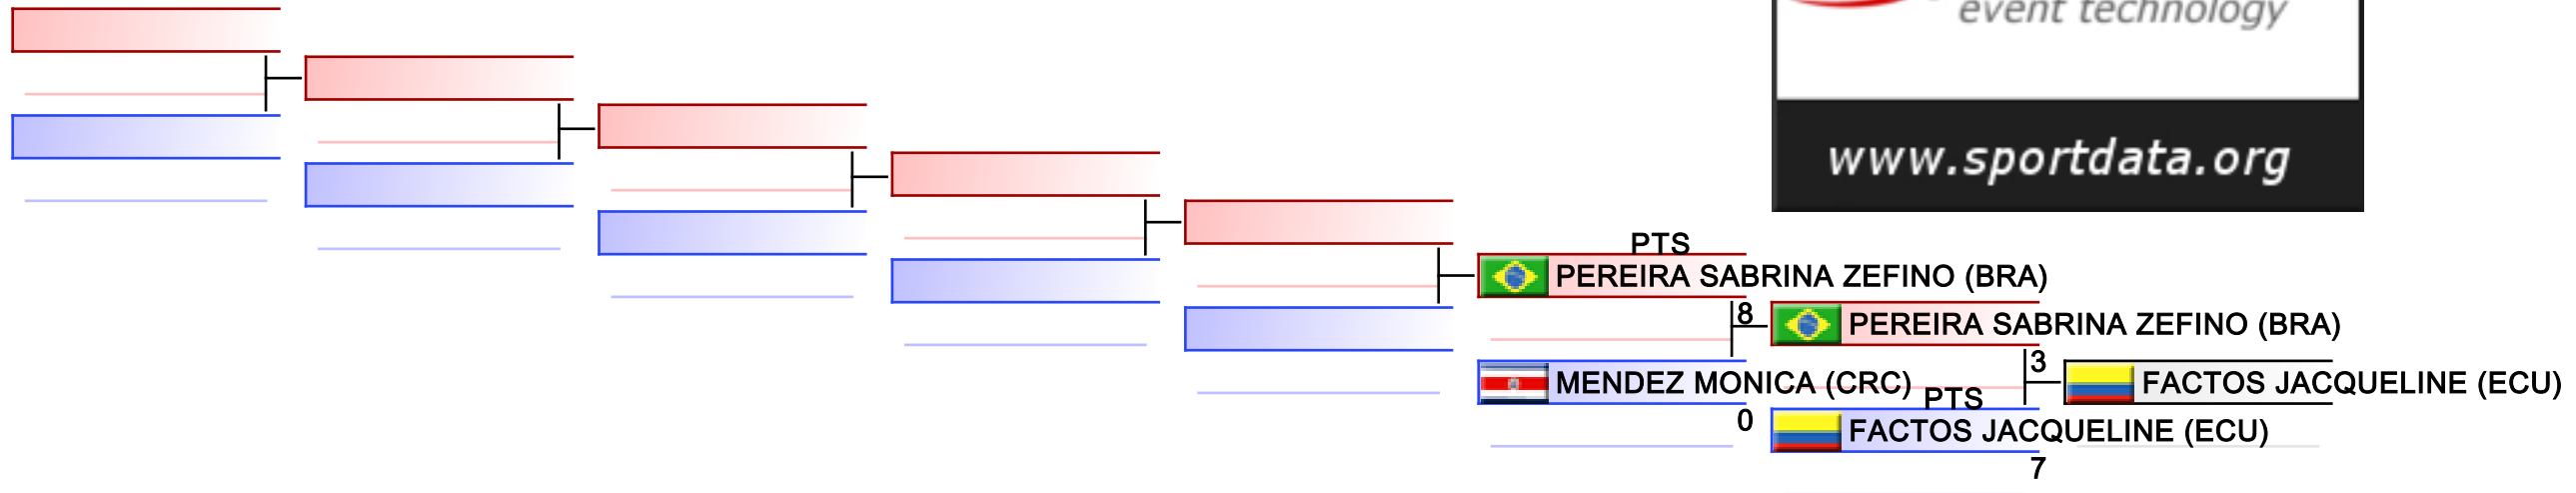 event technology
www.sportdata.org
PTS
PEREIRA SABRINA ZEFINO (BRA)
8
PEREIRA SABRINA ZEFINO (BRA)
3
MENDEZ MONICA (CRC)
FACTOS JACQUELINE (ECU)
PTS
0
FACTOS JACQUELINE (ECU)
7